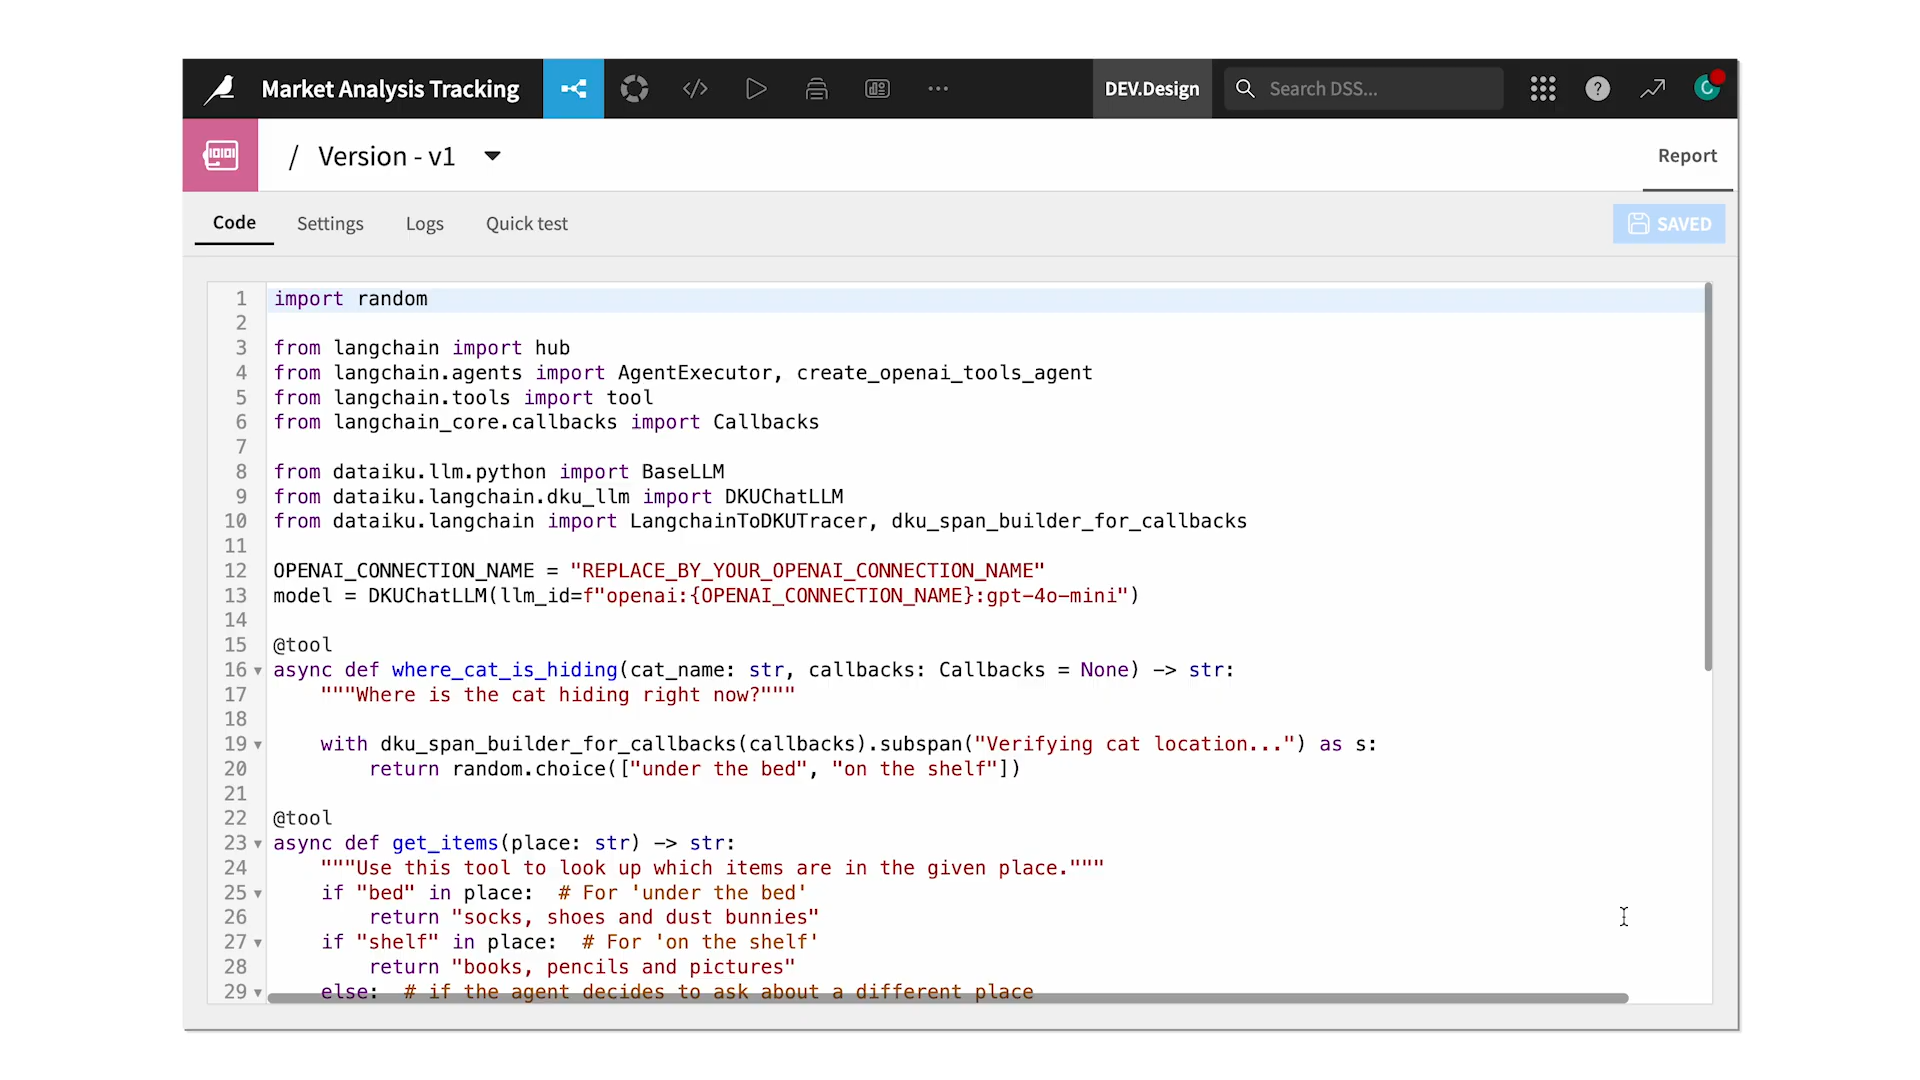 Market Analysis Tracking
DEV.Design
Search DSS...
?
C
/ Version - v1
Report
Code
Settings
Logs
Quick test
SAVED
1 import random
2
3 from langchain import hub
4 from langchain.agents import AgentExecutor, create_openai_tools_agent
5 from langchain.tools import tool
6 from langchain_core.callbacks import Callbacks
7
8 from dataiku.llm.python import BaseLLM
9 from dataiku.langchain.dku_llm import DKUChatLLM
10 from dataiku.langchain import LangchainToDKUTracer, dku_span_builder_for_callbacks
11
12 OPENAI_CONNECTION_NAME = "REPLACE_BY_YOUR_OPENAI_CONNECTION_NAME"
13 model = DKUChatLLM(llm_id=f"openai:{OPENAI_CONNECTION_NAME}:gpt-4o-mini")
14
15 @tool
16 async def where_cat_is_hiding(cat_name: str, callbacks: Callbacks = None) -> str:
17     """Where is the cat hiding right now?"""
18
19     with dku_span_builder_for_callbacks(callbacks).subspan("Verifying cat location...") as s:
20         return random.choice(["under the bed", "on the shelf"])
21
22 @tool
23 async def get_items(place: str) -> str:
24     """Use this tool to look up which items are in the given place."""
25     if "bed" in place:  # For 'under the bed'
26         return "socks, shoes and dust bunnies"
27     if "shelf" in place:  # For 'on the shelf'
28         return "books, pencils and pictures"
29     else:  # if the agent decides to ask about a different place